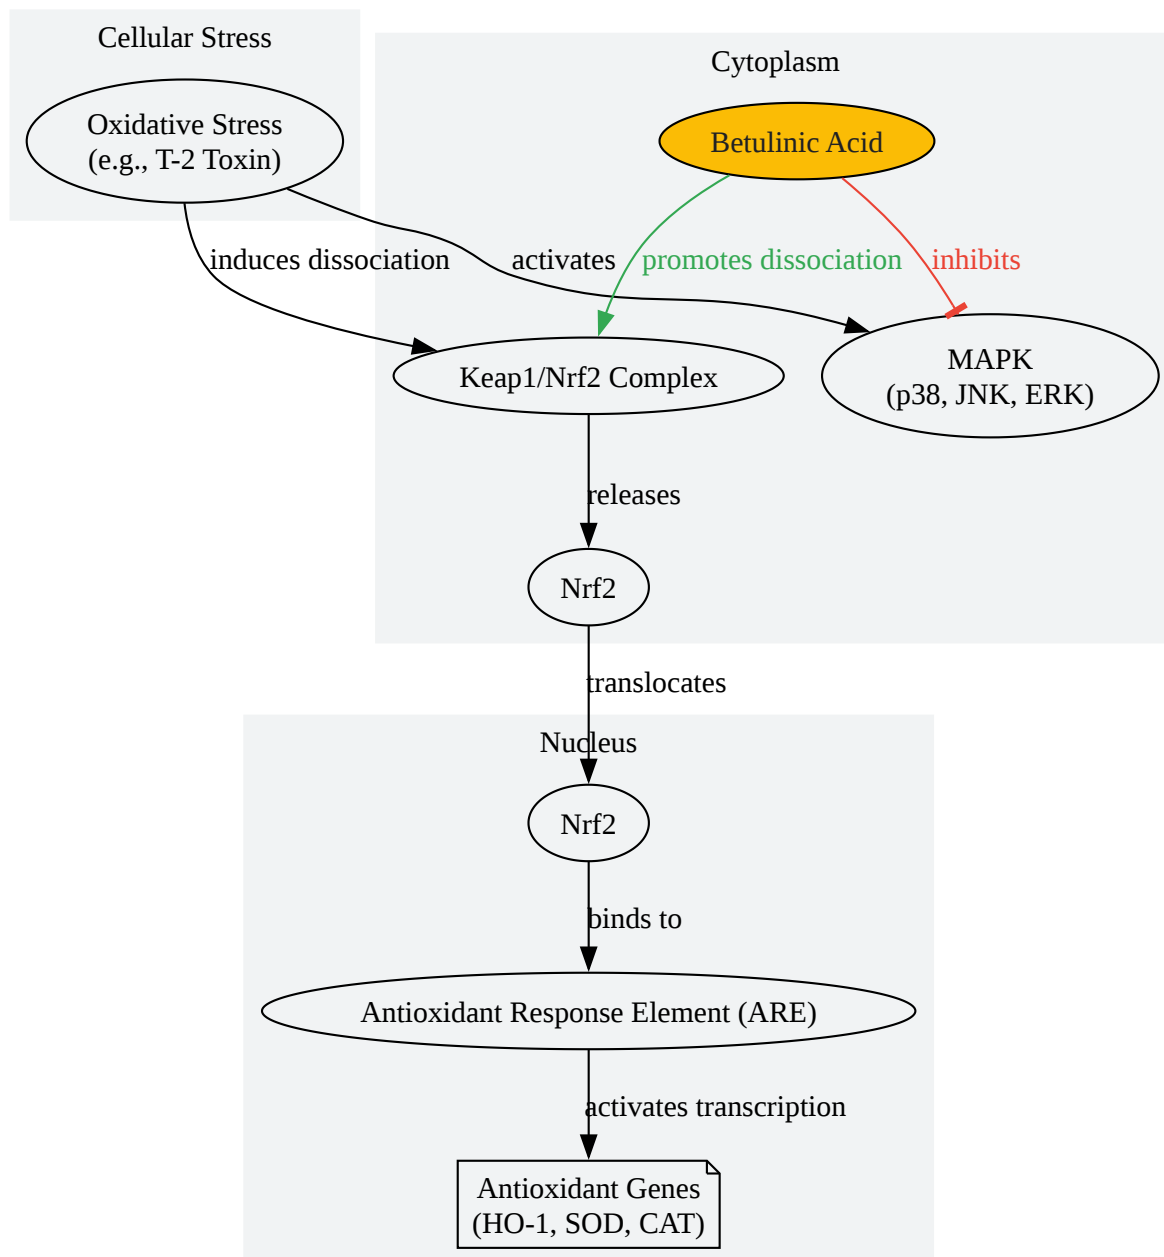 Cellular Stress
Cytoplasm
Oxidative Stress
(e.g., T-2 Toxin)
Betulinic Acid
induces dissociation
activates
promotes dissociation
inhibits
Keap1/Nrf2 Complex
MAPK
(p38, JNK, ERK)
releases
Nrf2
translocates
Nucleus
Nrf2
binds to
Antioxidant Response Element (ARE)
activates transcription
Antioxidant Genes
(HO-1, SOD, CAT)